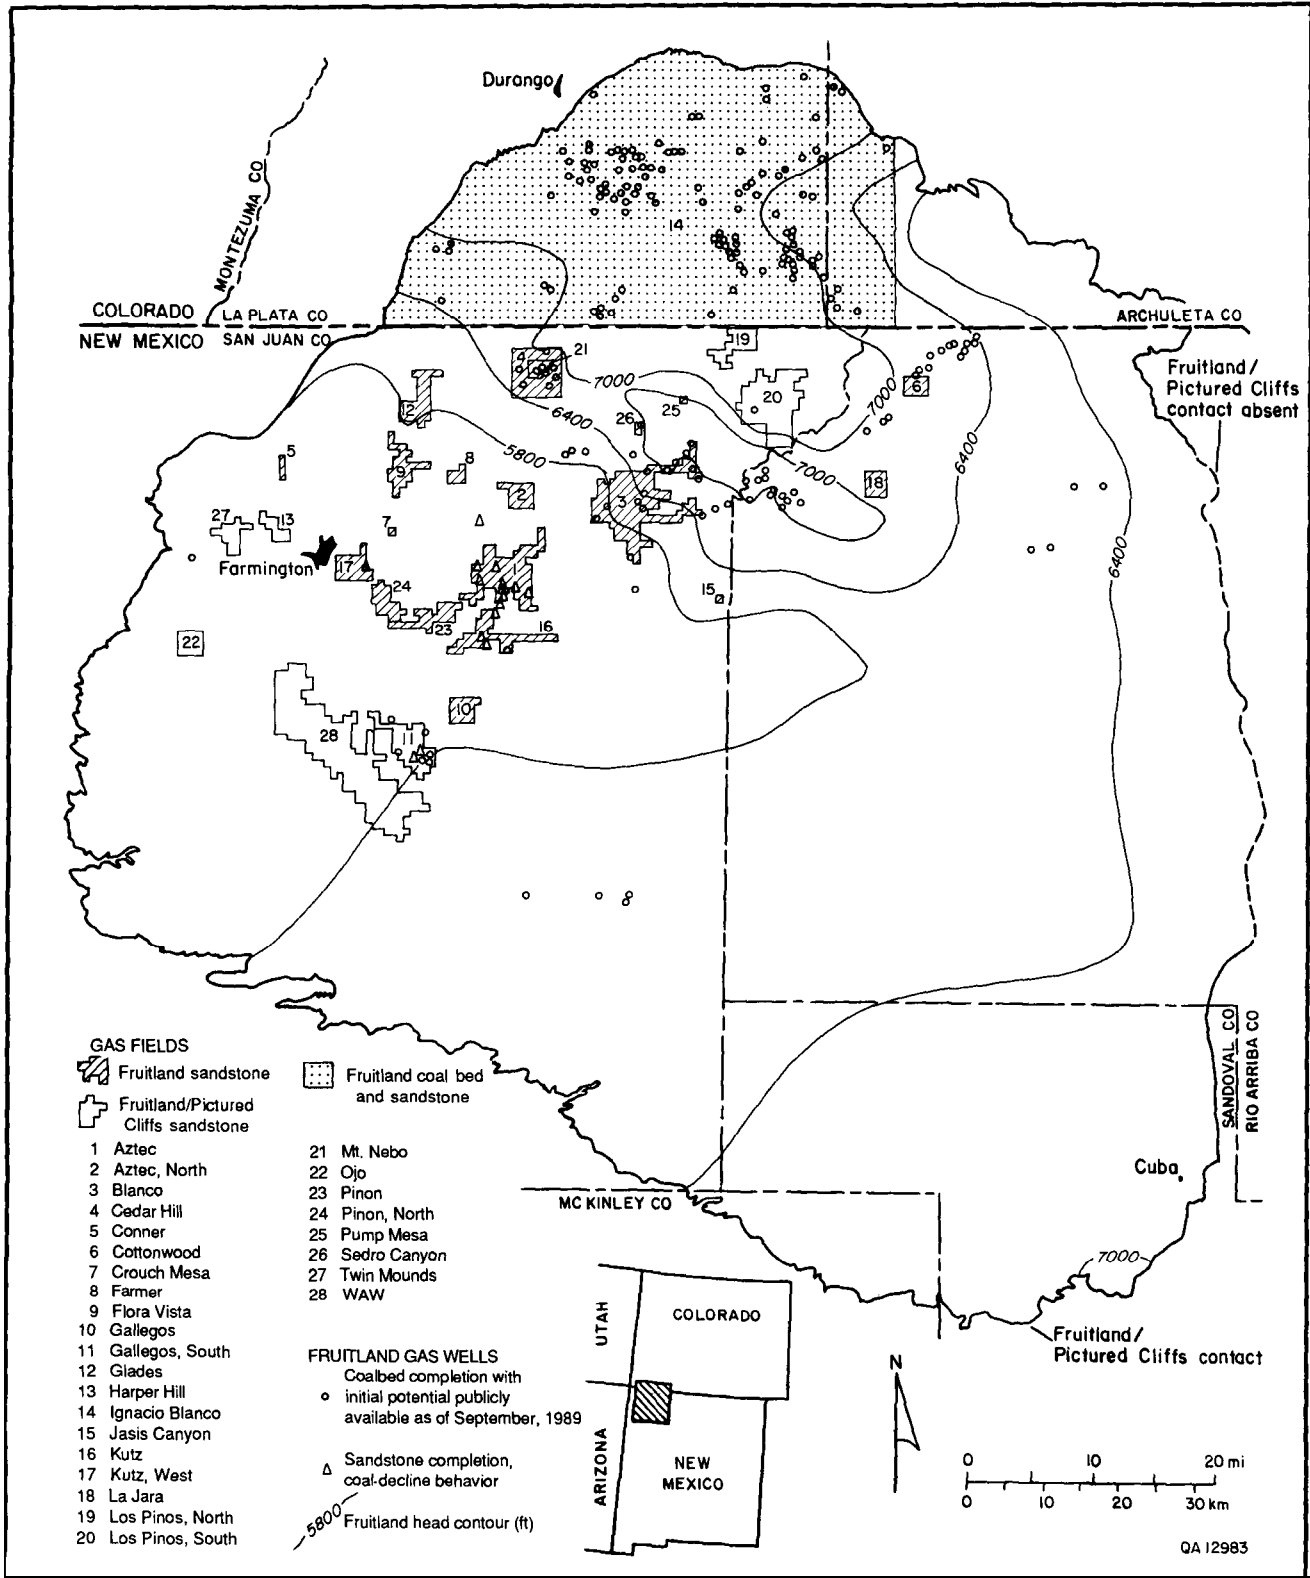 Durango
MONTEZUMA CO
8
14
COLORADO
LA PLATA CO
ARCHULETA CO
NEW MEXICO
SAN JUAN CO
Fruitland/
Pictured Cliffs
contact absent
4
21
19
7000
20
7000
6
12
6400
25
26
5800
6400
5
9
8
7000
18
2
3
27
13
7
6400
Farmington
17
1
24
15
23
16
22
10
28
11
GAS FIELDS
Fruitland sandstone
Fruitland/Pictured
Cliffs sandstone
Fruitland coal bed
and sandstone
1 Aztec
2 Aztec, North
3 Blanco
4 Cedar Hill
5 Conner
6 Cottonwood
7 Crouch Mesa
8 Farmer
9 Flora Vista
10 Gallegos
11 Gallegos, South
12 Glades
13 Harper Hill
14 Ignacio Blanco
15 Jasis Canyon
16 Kutz
17 Kutz, West
18 La Jara
19 Los Pinos, North
20 Los Pinos, South
21 Mt. Nebo
22 Ojo
23 Pinon
24 Pinon, North
25 Pump Mesa
26 Sedro Canyon
27 Twin Mounds
28 WAW
FRUITLAND GAS WELLS
Coalbed completion with
initial potential publicly
available as of September, 1989
Sandstone completion,
coal-decline behavior
5800
Fruitland head contour (ft)
SANDOVAL CO
RIO ARRIBA CO
Cuba
MC KINLEY CO
7000
Fruitland/
Pictured Cliffs contact
UTAH
COLORADO
ARIZONA
NEW
MEXICO
N
0 10 20 mi
0 10 20 30 km
QA 12983